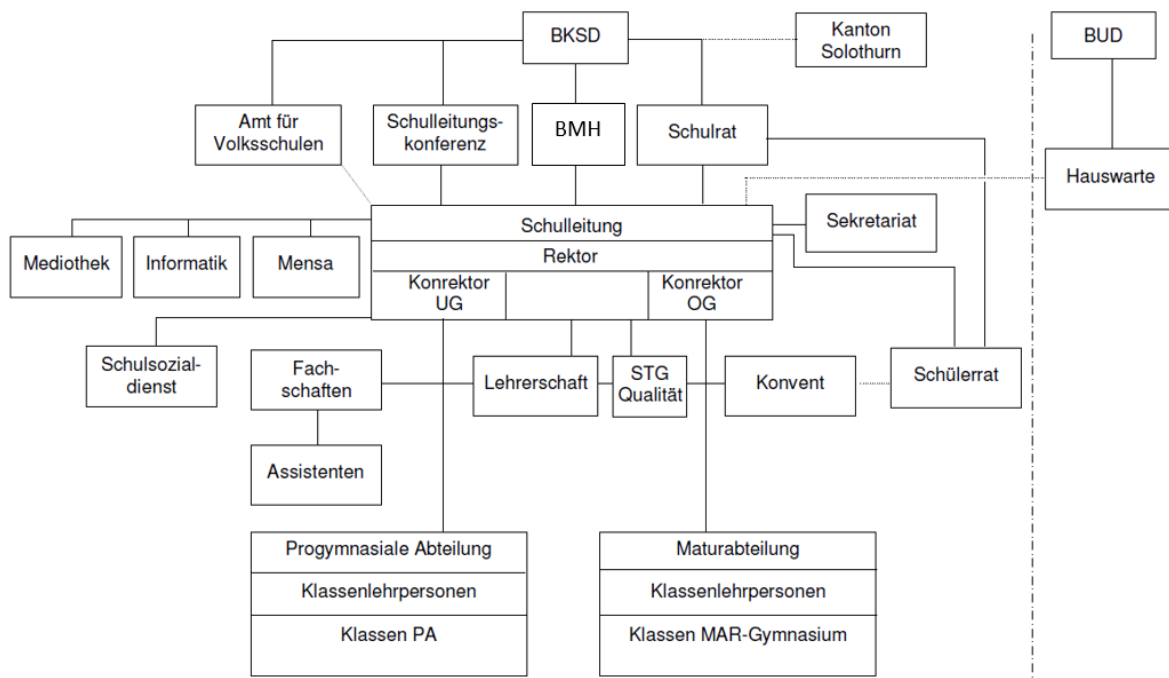 BKSD
Kanton
Solothurn
BUD
Amt für
Volksschulen
Schulleitungs-
konferenz
BMH
Schulrat
Hauswarte
Schulleitung
Sekretariat
Mediothek
Informatik
Mensa
Rektor
Konrektor
UG
Konrektor
OG
Schulsozial-
dienst
Fach-
schaften
Lehrerschaft
STG
Qualität
Konvent
Schülerrat
Assistenten
Progymnasiale Abteilung
Klassenlehrpersonen
Klassen PA
Maturabteilung
Klassenlehrpersonen
Klassen MAR-Gymnasium